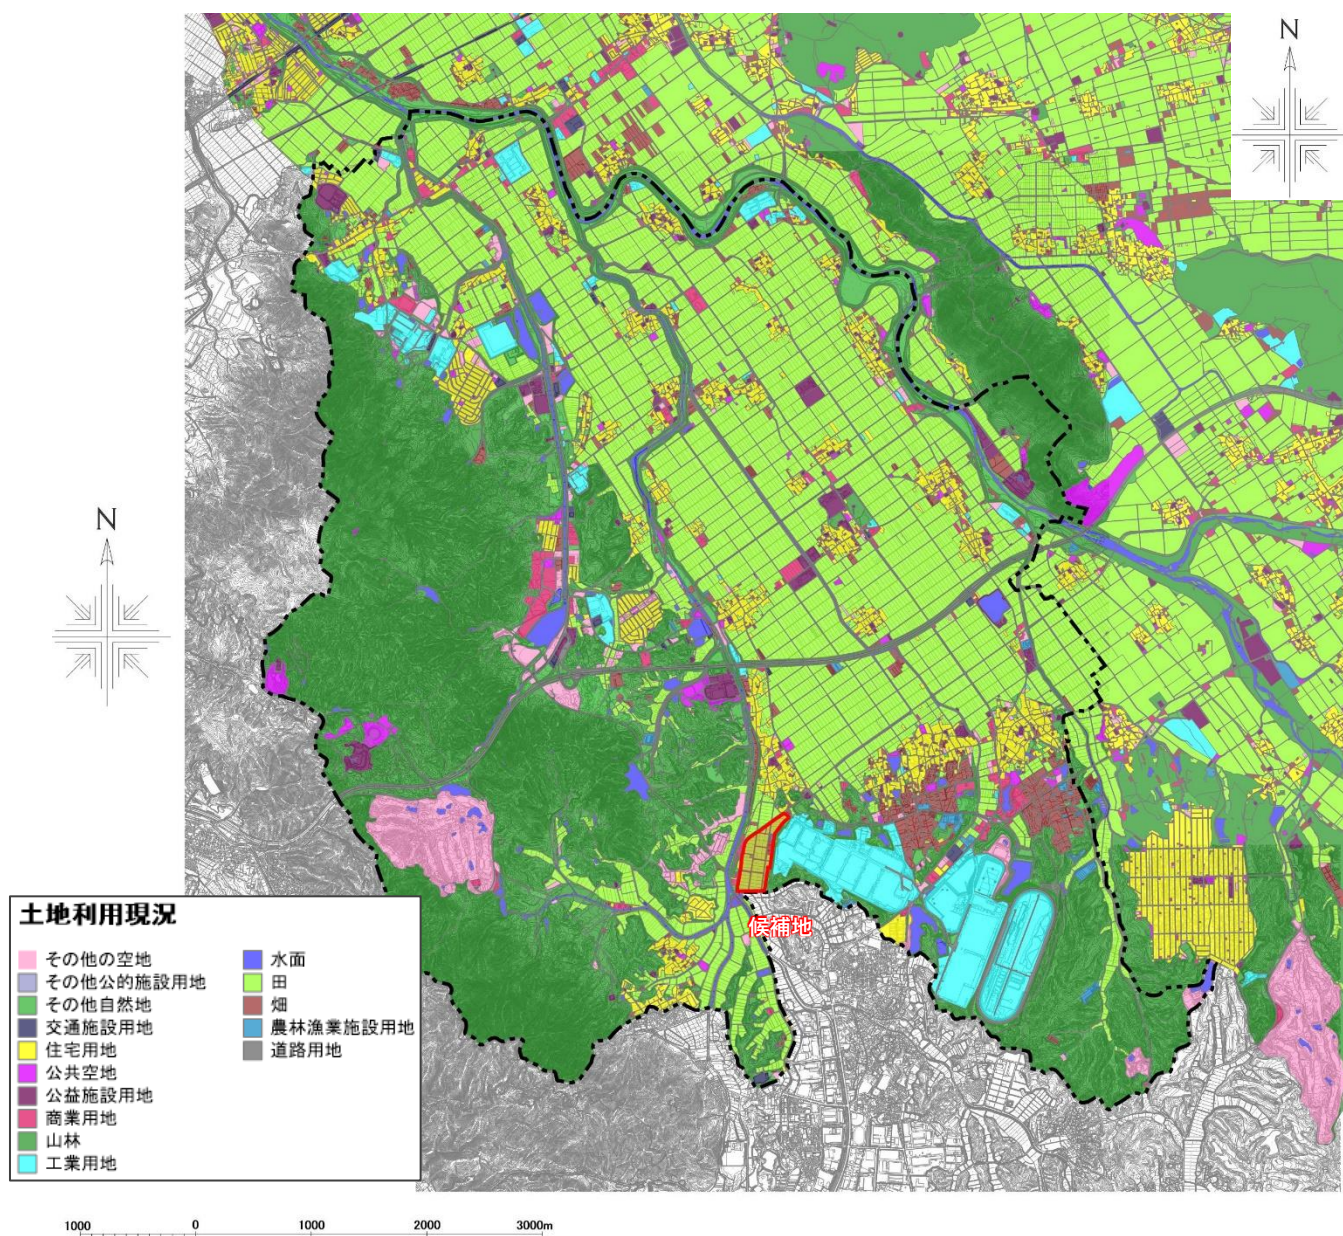 N
N
候補地
土地利用現況
その他の空地
その他公的施設用地
その他自然地
交通施設用地
住宅用地
公共空地
公益施設用地
商業用地
山林
工業用地
水面
田
畑
農林漁業施設用地
道路用地
1000 0 1000 2000 3000m